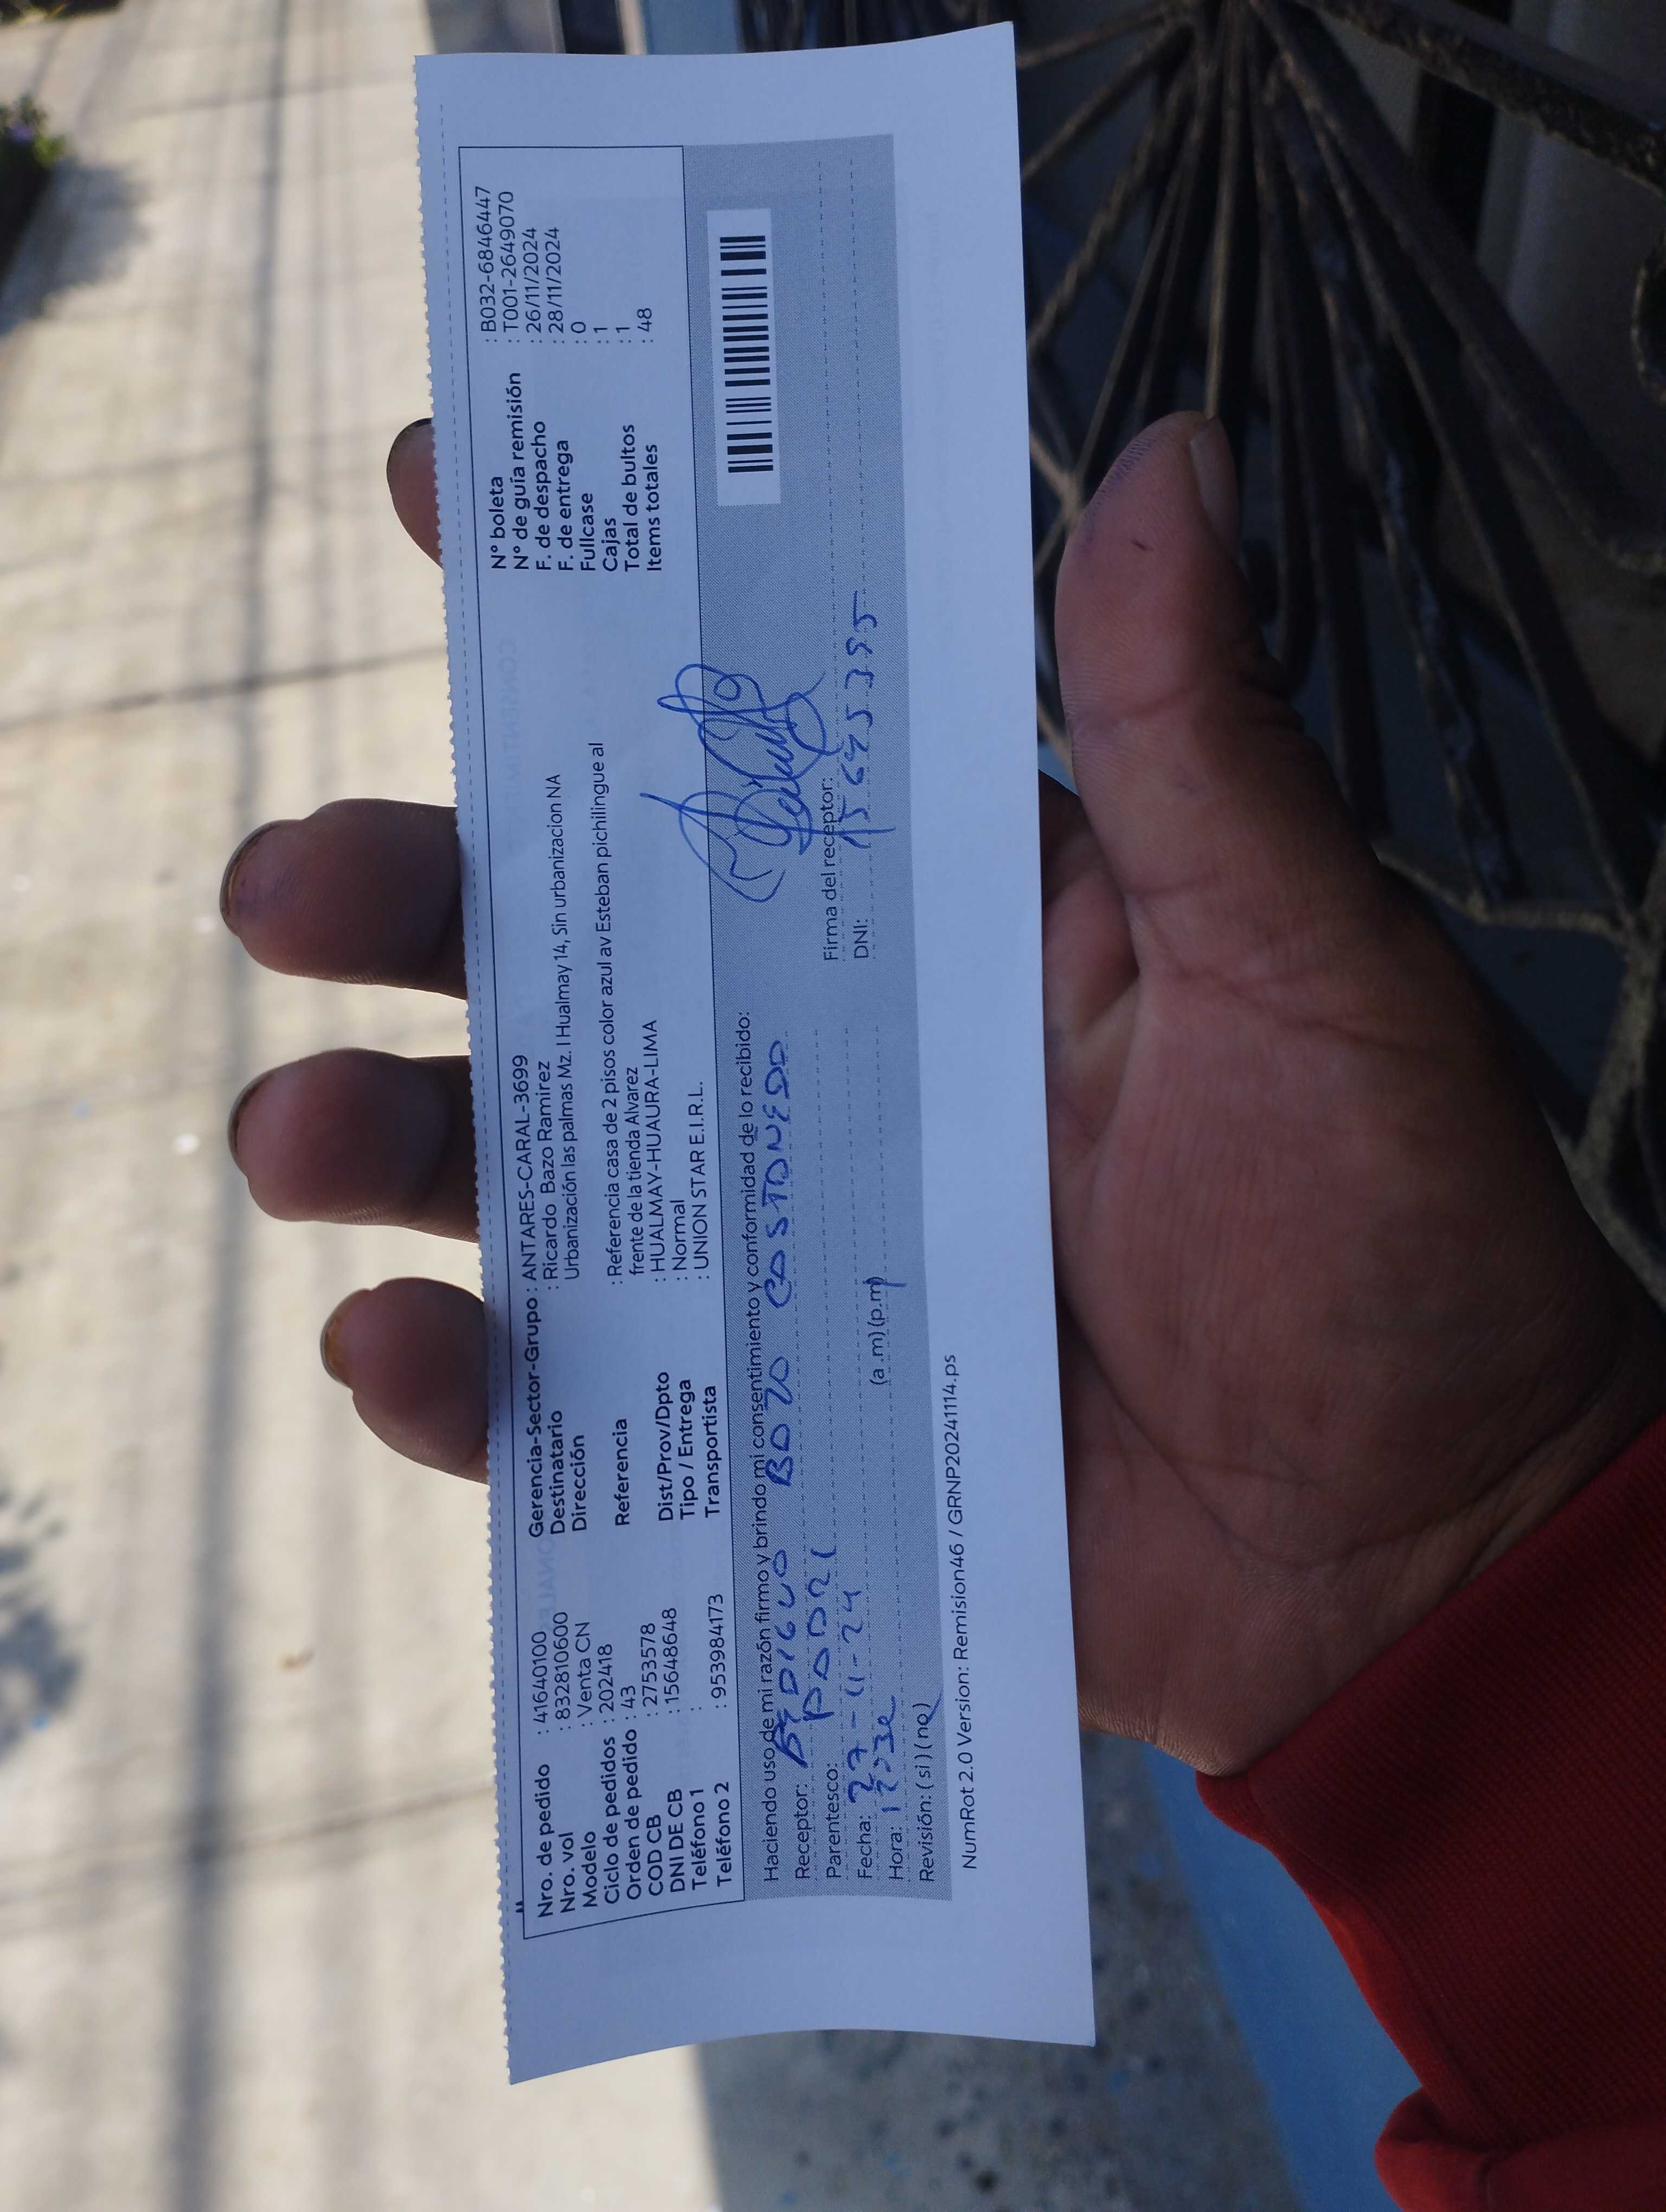 Nro. de pedido : 41640100
Nro. vol : 832810600
Modelo : Venta CN
Ciclo de pedidos : 202418
Orden de pedido : 43
COD CB : 2753578
DNI DE CB : 15648648
Teléfono 1 :
Teléfono 2 : 953984173
Gerencia-Sector-Grupo : ANTARES-CARAL-3699
Destinatario : Ricardo Bazo Ramirez
Dirección Urbanización las palmas Mz. I Hualmay 14, Sin urbanizacion NA
Referencia : Referencia casa de 2 pisos color azul av Esteban pichilingue al
frente de la tienda Alvarez
Dist/Prov/Dpto : HUALMAY-HUAURA-LIMA
Tipo / Entrega : Normal
Transportista : UNION STAR E.I.R.L.
N° boleta : B032-6846447
N° de guía remisión : T001-2649070
F. de despacho : 26/11/2024
F. de entrega : 28/11/2024
Fullcase : 0
Cajas : 1
Total de bultos : 1
Items totales : 48
Haciendo uso de mi razón firmo y brindo mi consentimiento y conformidad de lo recibido:
Receptor: BAZO
Parentesco:
Fecha: 27-11-24
Hora: (a.m) (p.m)
Revisión: (si) (no)
Firma del receptor:
DNI:
NumRot 2.0 Version: Remision46 / GRNP20241114.ps